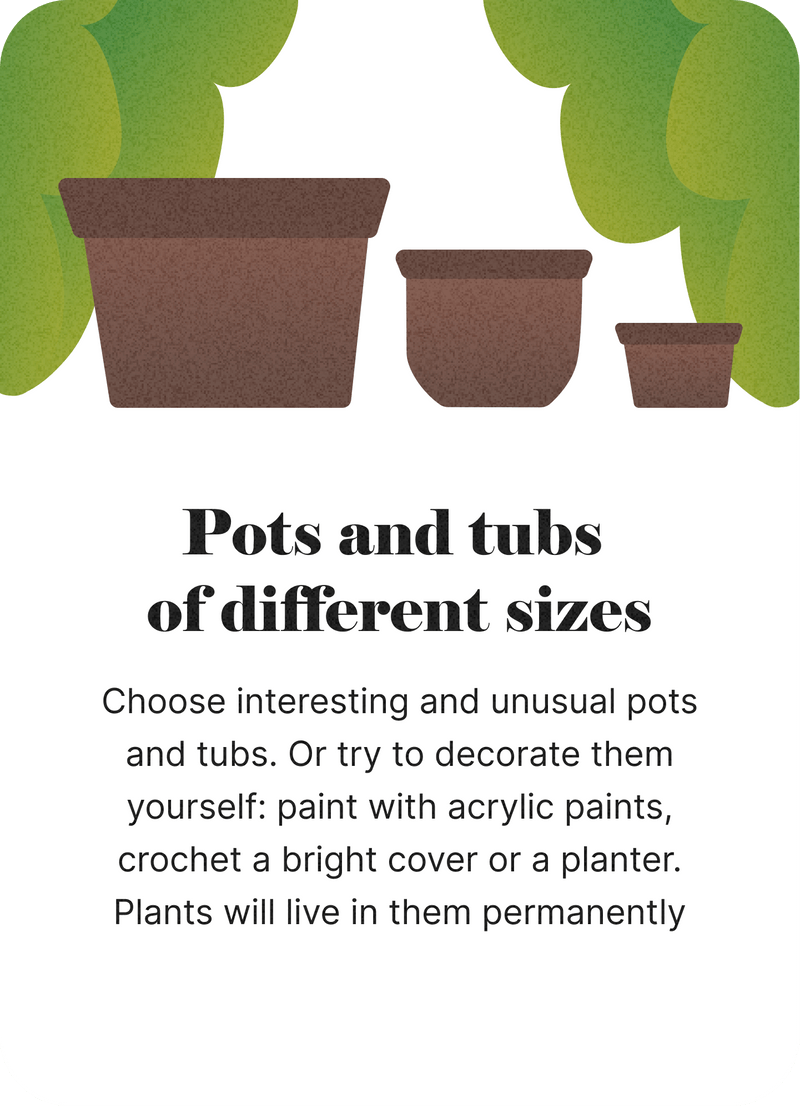 Pots and tubs
of different sizes
Choose interesting and unusual pots
and tubs. Or try to decorate them
yourself: paint with acrylic paints,
crochet a bright cover or a planter.
Plants will live in them permanently